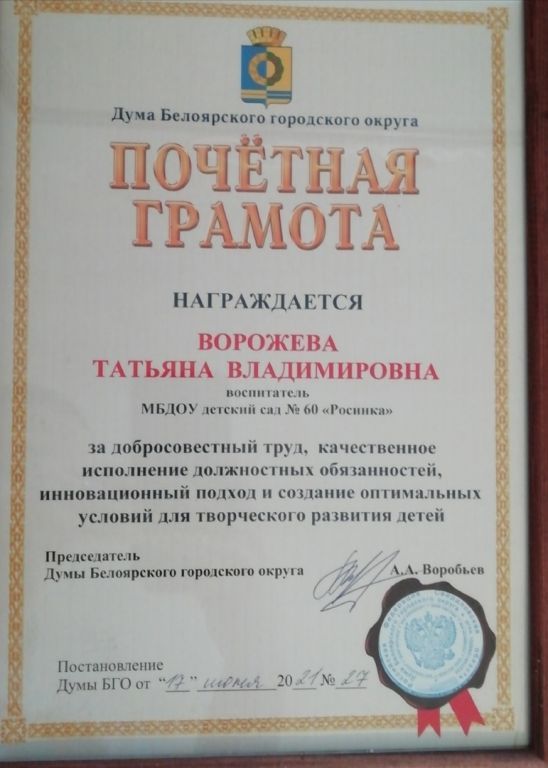 Дума Белоярского городского округа
ПОЧЁТНАЯ
ГРАМОТА
НАГРАЖДАЕТСЯ
ВОРОЖЕВА
ТАТЬЯНА ВЛАДИМИРОВНА
воспитатель
МБДОУ детский сад № 60 «Росинка»
за добросовестный труд, качественное
исполнение должностных обязанностей,
инновационный подход и создание оптимальных
условий для творческого развития детей
Председатель
Думы Белоярского городского округа А.А. Воробьев
Постановление
Думы БГО от “17” июня 2021 № 27